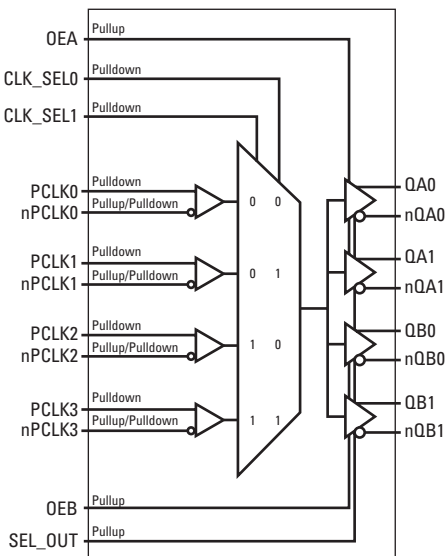 OEA Pullup
CLK_SEL0 Pulldown
CLK_SEL1 Pulldown
PCLK0 Pulldown
nPCLK0 Pullup/Pulldown
0 0
QA0
nQA0
PCLK1 Pulldown
nPCLK1 Pullup/Pulldown
0 1
QA1
nQA1
PCLK2 Pulldown
nPCLK2 Pullup/Pulldown
1 0
QB0
nQB0
PCLK3 Pulldown
nPCLK3 Pullup/Pulldown
1 1
QB1
nQB1
OEB Pullup
SEL_OUT Pullup